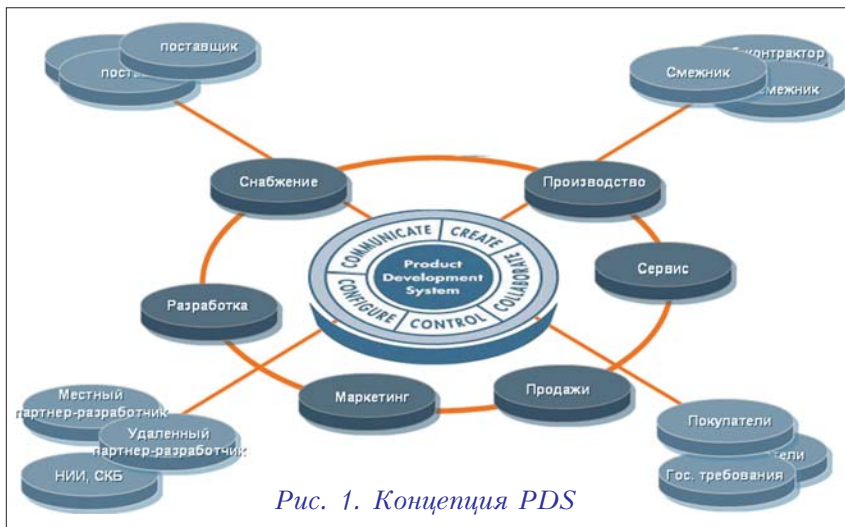 поставщик
Смежник
Снабжение
Производство
COMMUNICATE
CREATE
COLLABORATE
CONTROL
CONFIGURE
Product
Development
System
Сервис
Разработка
Маркетинг
Продажи
Местный
партнер-разработчик
Удаленный
партнер-разработчик
НИИ, СКБ
Покупатели
Гос. требования
Рис. 1. Концепция PDS